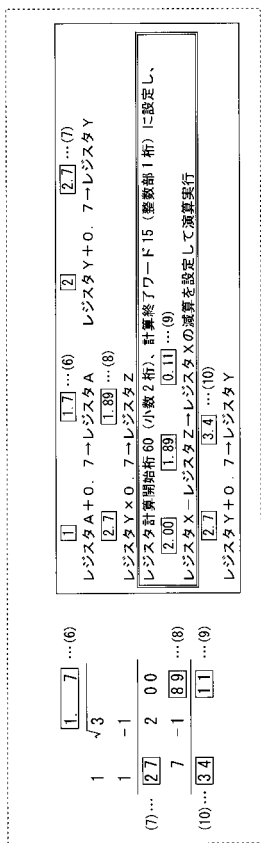 1. 7 …(6)
1 √3
1 −1
(7)… 27 2 00
7 −1 89 …(8)
(10)… 34 11 …(9)
1 1.7 …(6) 2 2.7 …(7)
レジスタA＋0．7→レジスタA レジスタY＋0．7→レジスタY
2.7 1.89 …(8)
レジスタY×0．7→レジスタZ
レジスタ計算開始桁60（小数2桁）、計算終了ワード15（整数部1桁）に設定し、
2.00 1.89 0.11 …(9)
レジスタX－レジスタZ→レジスタXの減算を設定して演算実行
2.7 3.4 …(10)
レジスタY＋0．7→レジスタY